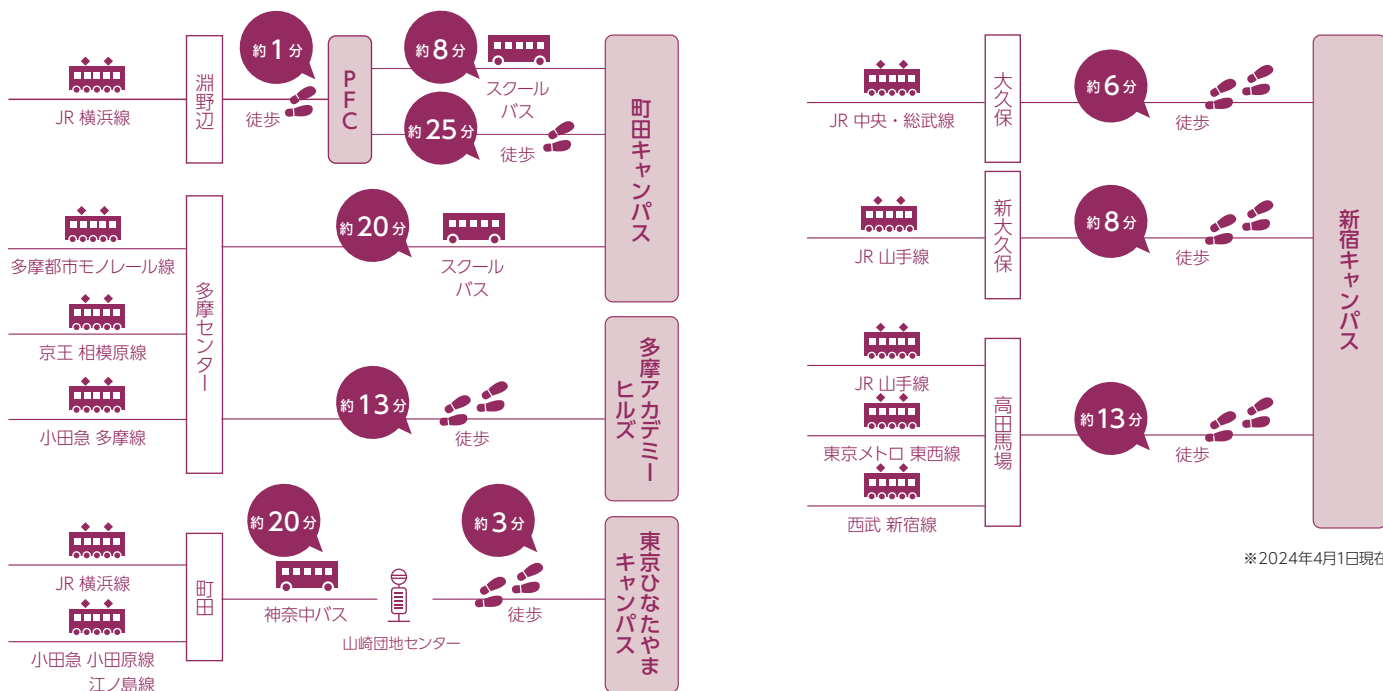 約1分
約8分
JR 横浜線
淵野辺
徒歩
PFC
スクール
バス
約25分
徒歩
町田キャンパス
多摩都市モノレール線
京王 相模原線
小田急 多摩線
多摩センター
約20分
スクール
バス
約13分
徒歩
多摩アカデミー
ヒルズ
JR 横浜線
小田急 小田原線
江ノ島線
町田
約20分
神奈中バス
山崎団地センター
約3分
徒歩
東京ひなたやま
キャンパス
JR 中央・総武線
大久保
約6分
徒歩
JR 山手線
新大久保
約8分
徒歩
JR 山手線
東京メトロ 東西線
西武 新宿線
高田馬場
約13分
徒歩
新宿キャンパス
※2024年4月1日現在